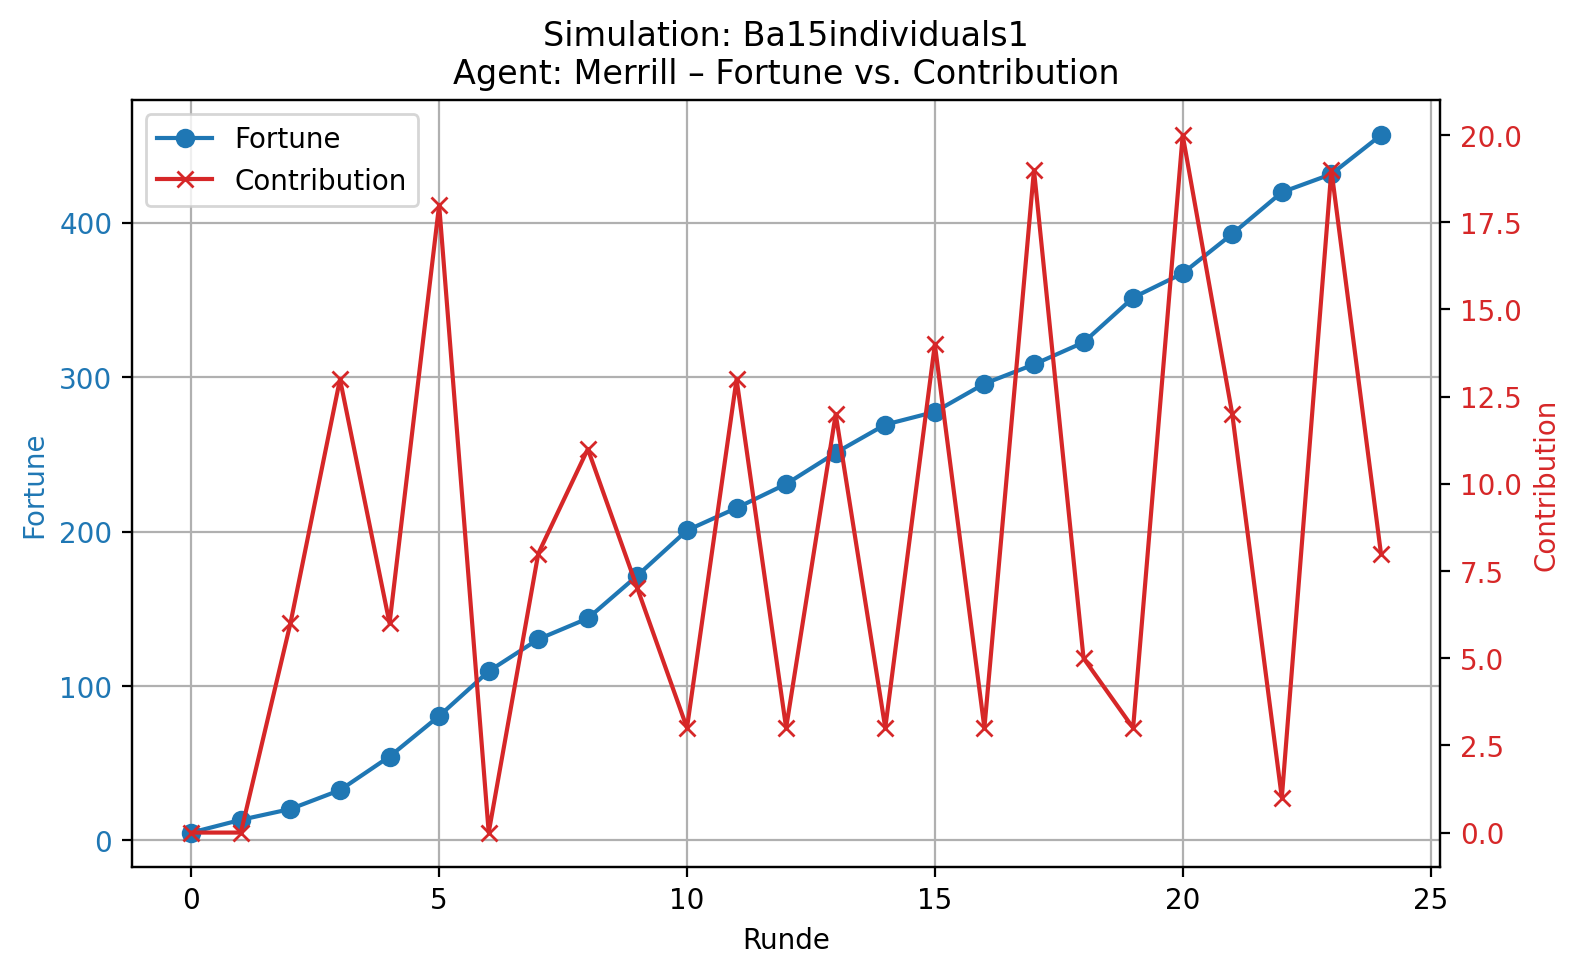 Simulation: Ba15individuals1
Agent: Merrill – Fortune vs. Contribution
Fortune
Contribution
400
300
200
100
0
Fortune
20.0
17.5
15.0
12.5
10.0
7.5
5.0
2.5
0.0
Contribution
0 5 10 15 20 25
Runde